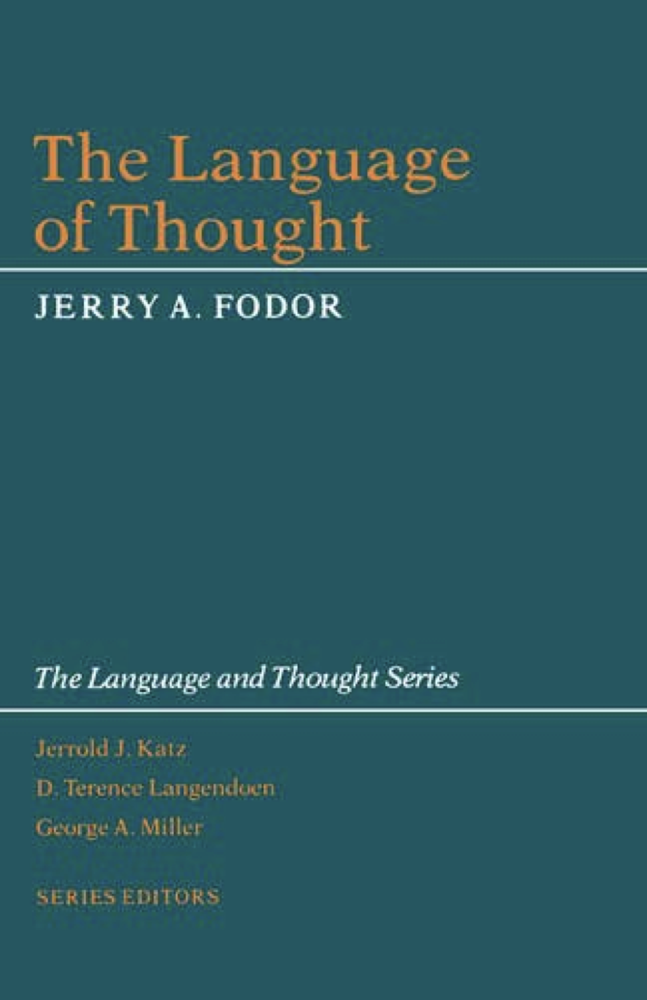 The Language
of Thought
JERRY A. FODOR
The Language and Thought Series
Jerrold J. Katz
D. Terence Langendoen
George A. Miller
SERIES EDITORS